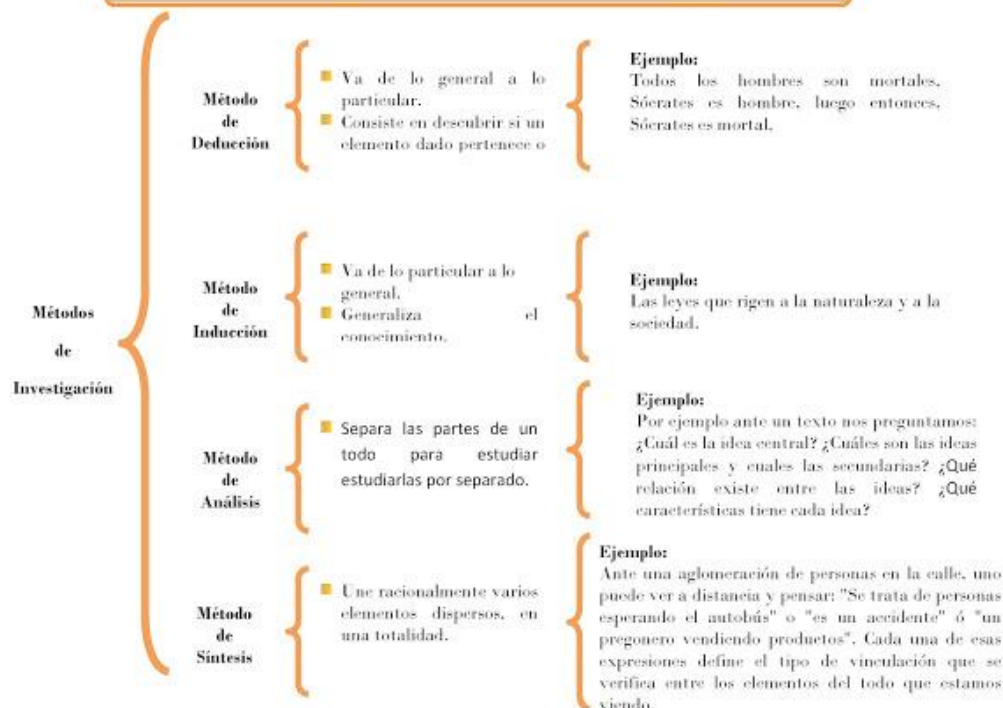 Métodos
de
Investigación
Método
de
Deducción
Va de lo general a lo
particular.
Consiste en descubrir si un
elemento dado pertenece o
Ejemplo:
Todos los hombres son mortales,
Sócrates es hombre, luego entonces,
Sócrates es mortal.
Método
de
Inducción
Va de lo particular a lo
general.
Generaliza el
conocimiento.
Ejemplo:
Las leyes que rigen a la naturaleza y a la
sociedad.
Método
de
Análisis
Separa las partes de un
todo para estudiar
estudiarlas por separado.
Ejemplo:
Por ejemplo ante un texto nos preguntamos:
¿Cuál es la idea central? ¿Cuáles son las ideas
principales y cuales las secundarias? ¿Qué
relación existe entre las ideas? ¿Qué
características tiene cada idea?
Método
de
Síntesis
Une racionalmente varios
elementos dispersos, en
una totalidad.
Ejemplo:
Ante una aglomeración de personas en la calle, uno
puede ver a distancia y pensar: "Se trata de personas
esperando el autobús" o "es un accidente" ó "un
pregonero vendiendo productos". Cada una de esas
expresiones define el tipo de vinculación que se
verifica entre los elementos del todo que estamos
viendo.